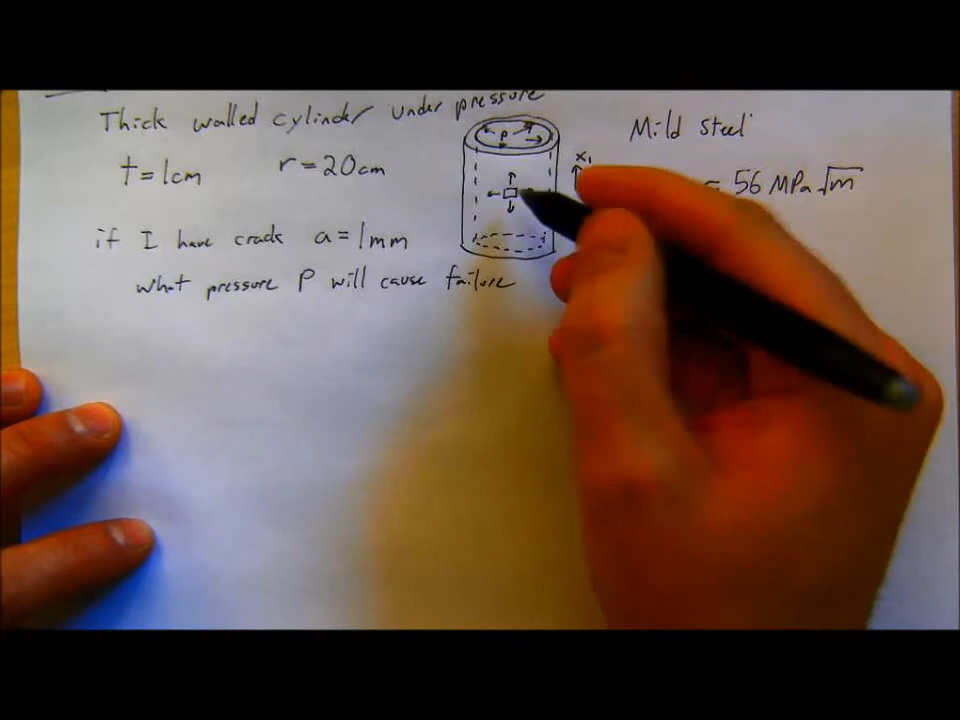 Thick walled cylinder under pressure
t = 1cm r = 20cm
P
Mild steel
x₁
= 56 MPa √m
if I have crack a = 1mm
what pressure P will cause failure